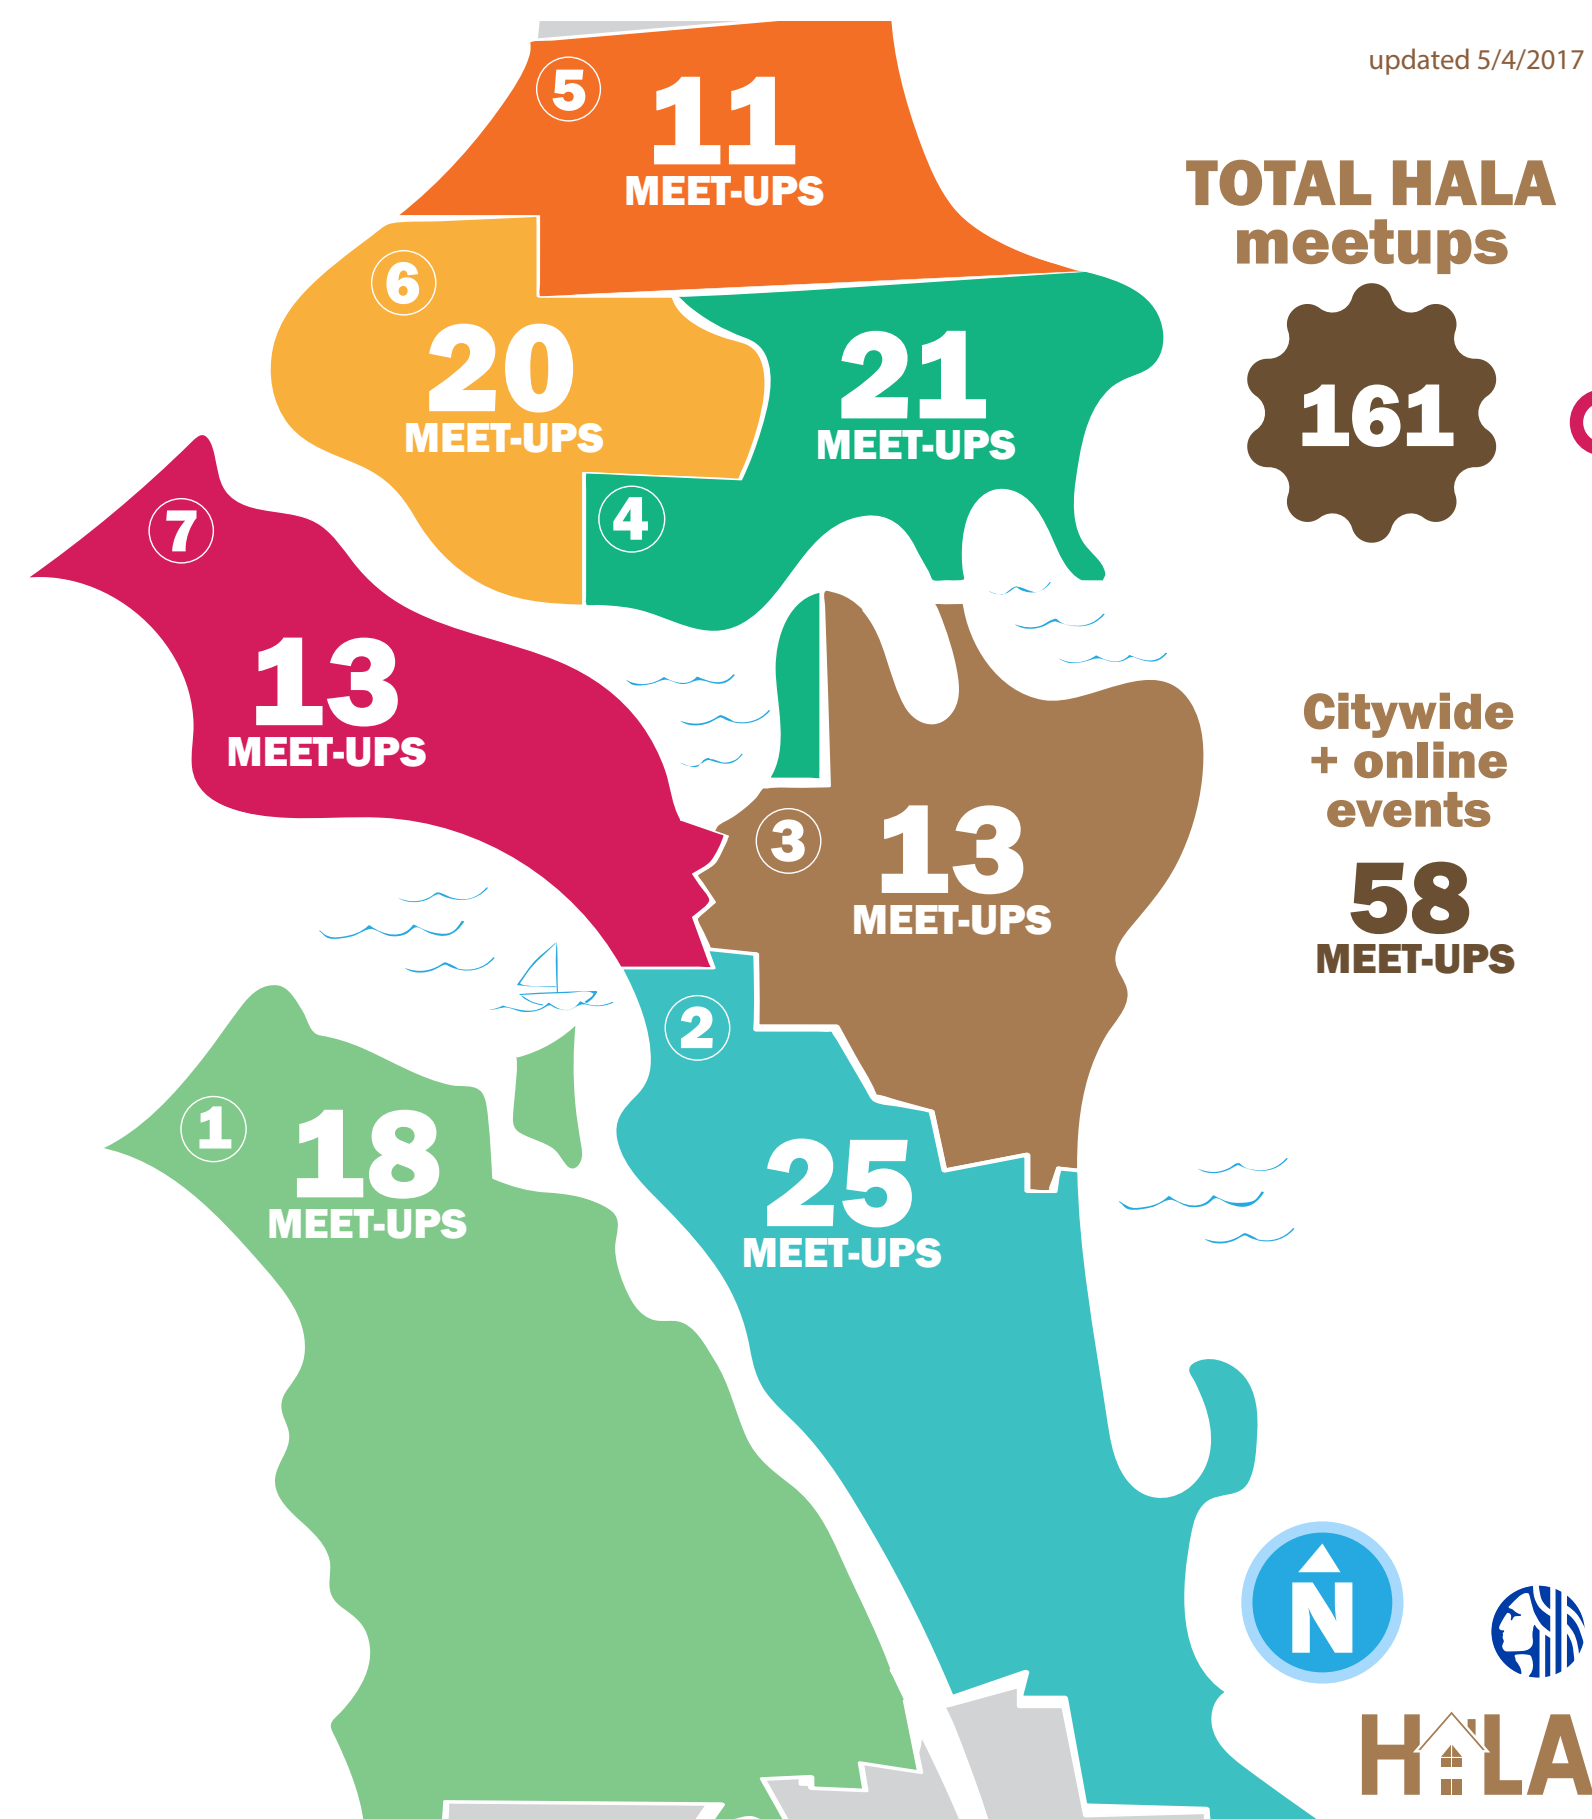 updated 5/4/2017
5
11
MEET-UPS
TOTAL HALA
meetups
161
6
20
MEET-UPS
21
MEET-UPS
4
7
13
MEET-UPS
3
13
MEET-UPS
Citywide
+ online
events
58
MEET-UPS
2
1
18
MEET-UPS
25
MEET-UPS
N
HALA